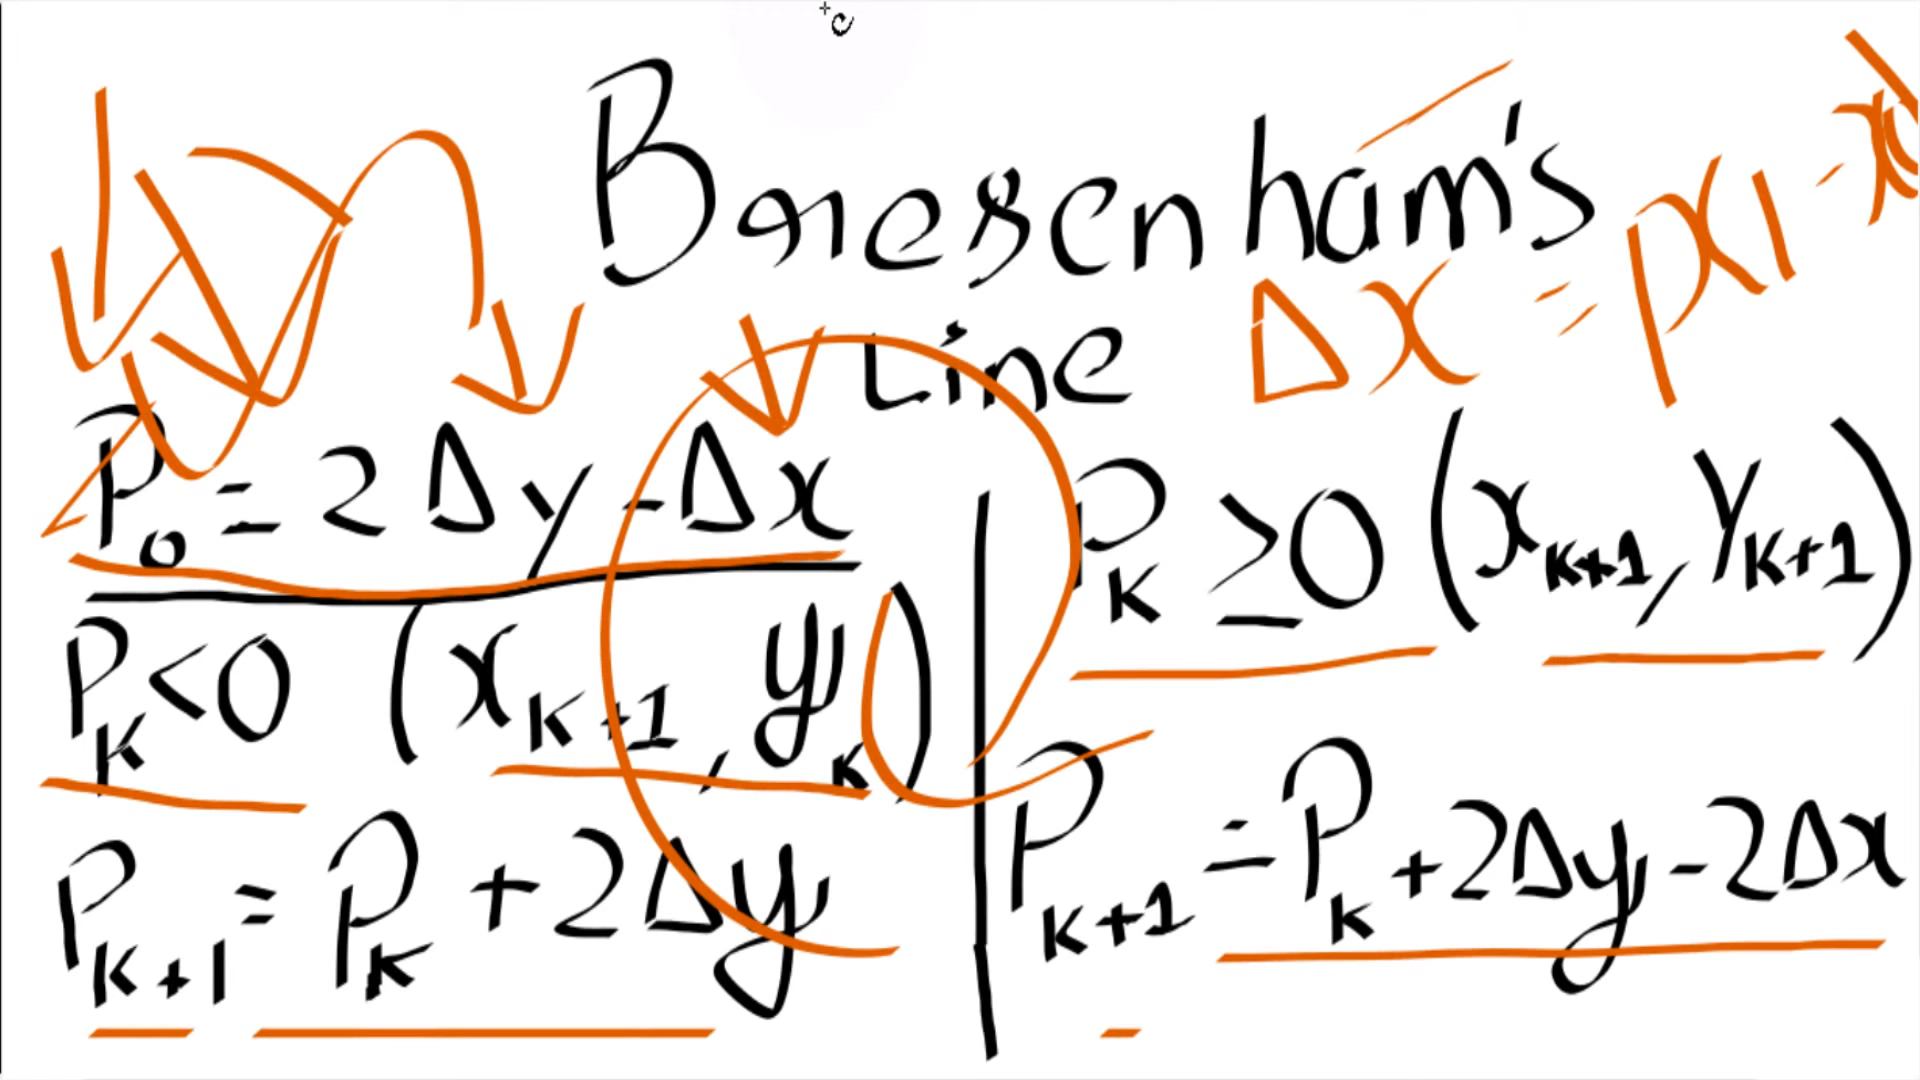 Bresenham's
Line
Δx = |x1 - x
P₀ = 2Δy - Δx
Pₖ < 0 (xₖ₊₁, yₖ)
Pₖ₊₁ = Pₖ + 2Δy
Pₖ ≥ 0 (xₖ₊₁, yₖ₊₁)
Pₖ₊₁ = Pₖ + 2Δy - 2Δx